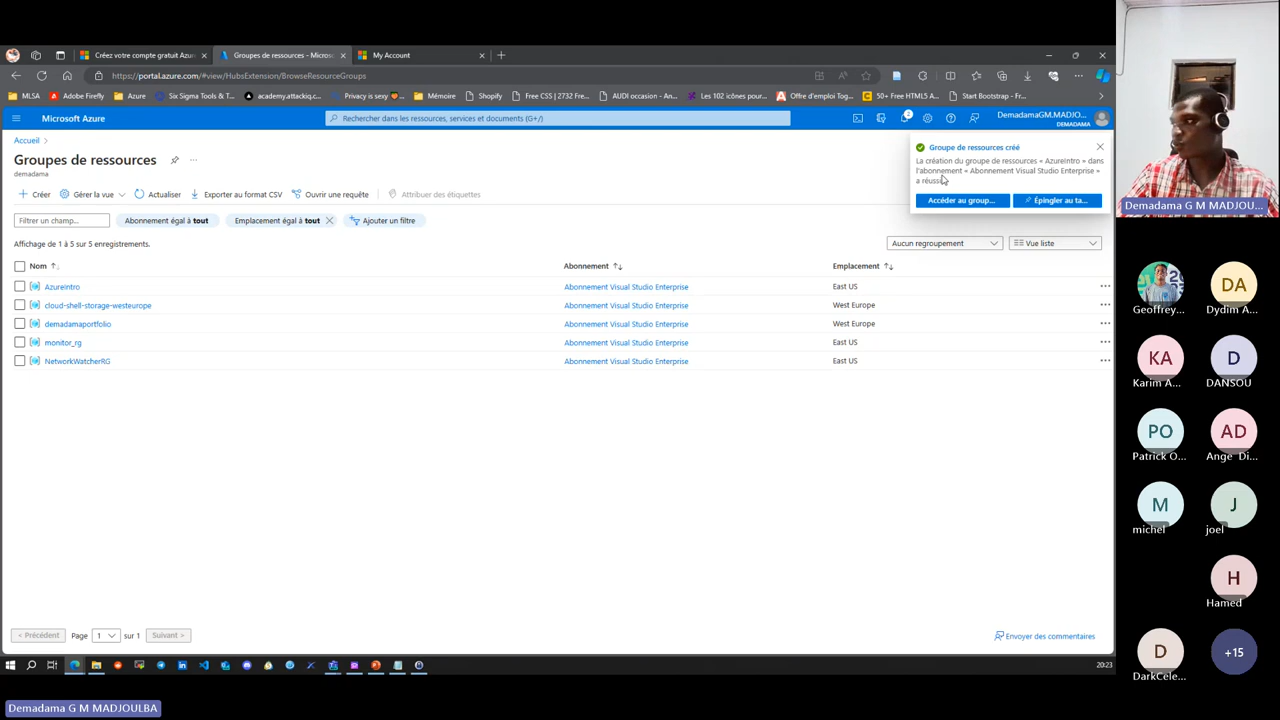 Créez votre compte gratuit Azur
Groupes de ressources - Micros
My Account
https://portal.azure.com/#view/HubsExtension/BrowseResourceGroups
MLSA
Adobe Firefly
Azure
Six Sigma Tools & T...
academy.attackiq.c...
Privacy is sexy
Mémoire
Shopify
Free CSS | 2732 Fre...
AUDI occasion - An...
Les 102 icônes pour...
Offre d'emploi Tog...
50+ Free HTML5 M...
Start Bootstrap - Fr...
Microsoft Azure
Rechercher dans les ressources, services et documents (G+/)
DemadamaGM.MADJO...
DEMADAMA
Accueil
Groupes de ressources
...
Groupe de ressources créé
La création du groupe de ressources « AzureIntro » dans
l'abonnement « Abonnement Visual Studio Enterprise »
a réussi.
Accéder au group...
Épingler au ta...
Créer
Gérer la vue
Actualiser
Exporter au format CSV
Ouvrir une requête
Attribuer des étiquettes
Filtrer un champ...
Abonnement égal à tout
Emplacement égal à tout
Ajouter un filtre
Affichage de 1 à 5 sur 5 enregistrements.
Aucun regroupement
Vue liste
Nom Abonnement Emplacement
AzureIntro Abonnement Visual Studio Enterprise East US
cloud-shell-storage-westeurope Abonnement Visual Studio Enterprise West Europe
demadamaportfolio Abonnement Visual Studio Enterprise West Europe
monitor_rg Abonnement Visual Studio Enterprise East US
NetworkWatcherRG Abonnement Visual Studio Enterprise East US
< Précédent
Page 1 sur 1
Suivant >
Envoyer des commentaires
20:23
Demadama G M MADJOULBA
Demadama G M MADJOU...
Geoffrey...
DA
Dydim A...
KA
Karim A...
D
DANSOU
PO
Patrick O...
AD
Ange Di...
M
michel
J
joel
H
Hamed
D
DarkCele...
+15